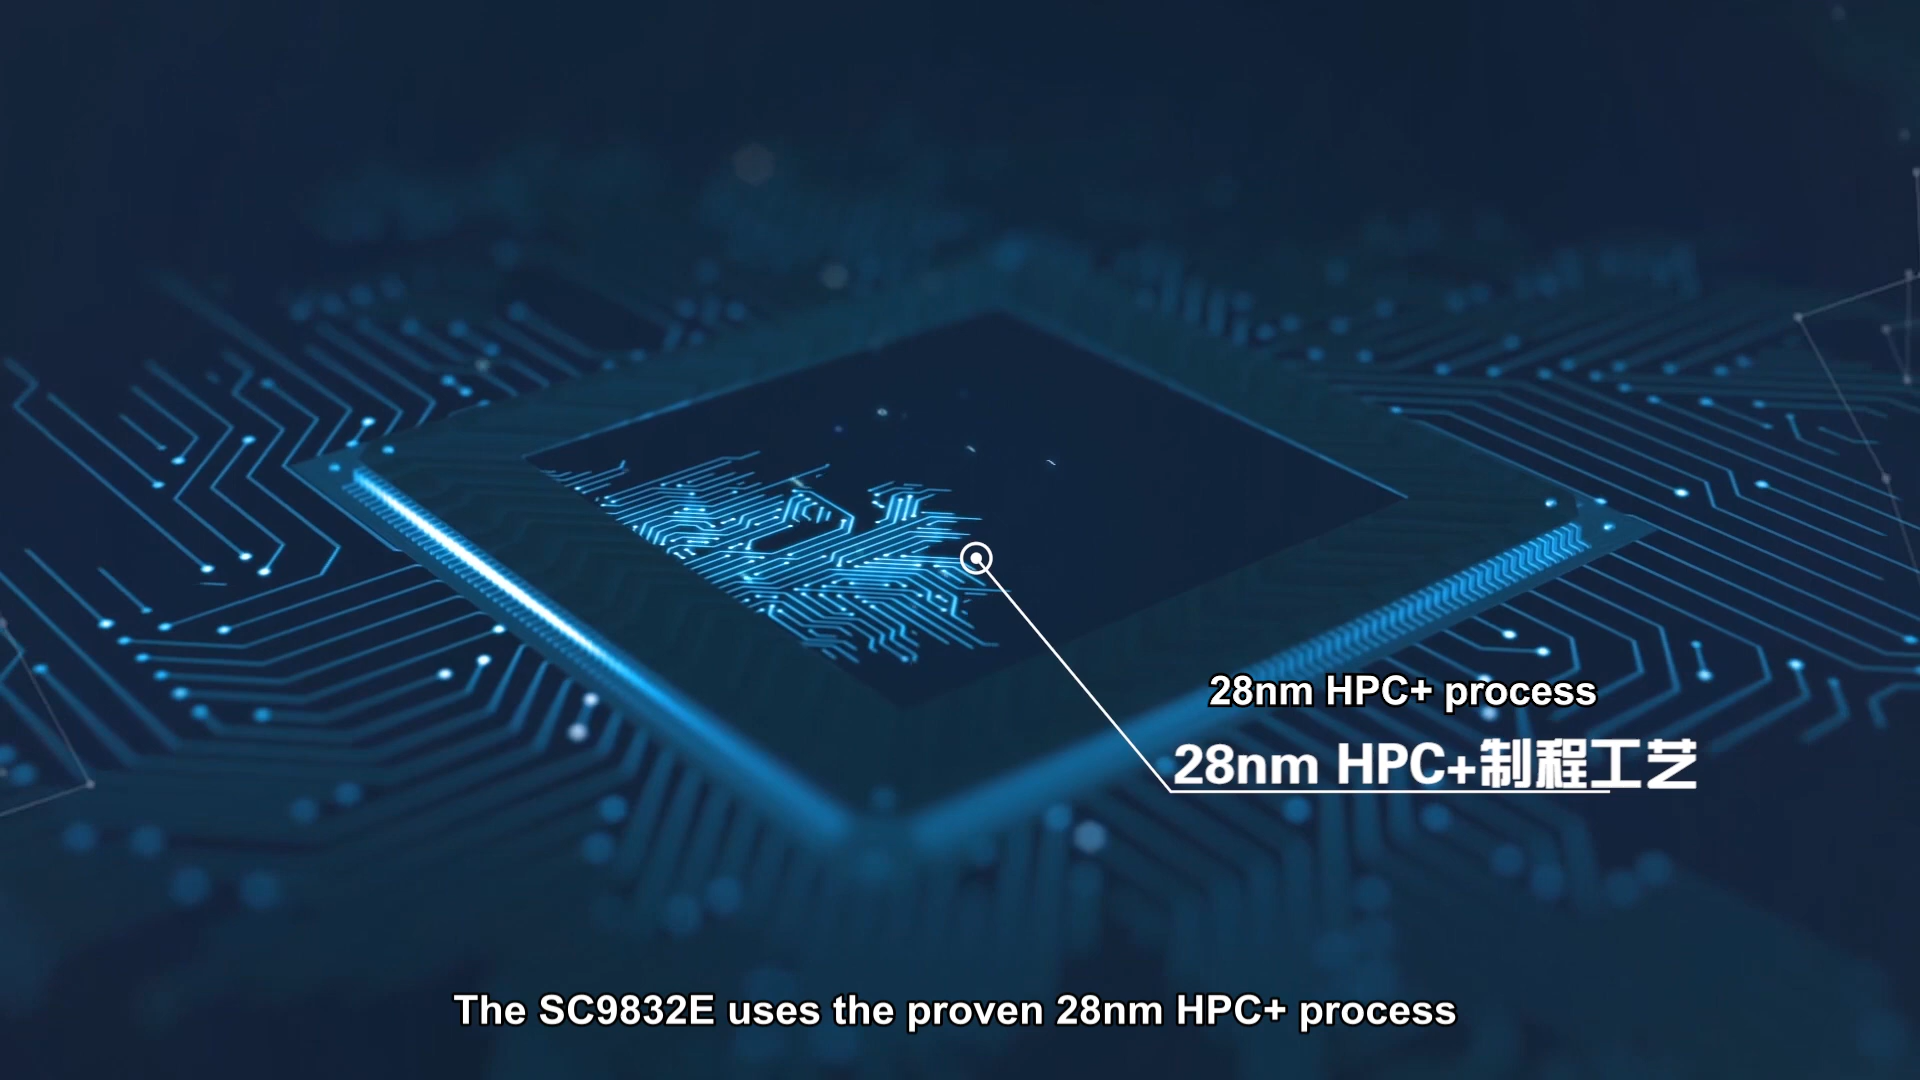 28nm HPC+ process
28nm HPC+制程工艺
The SC9832E uses the proven 28nm HPC+ process